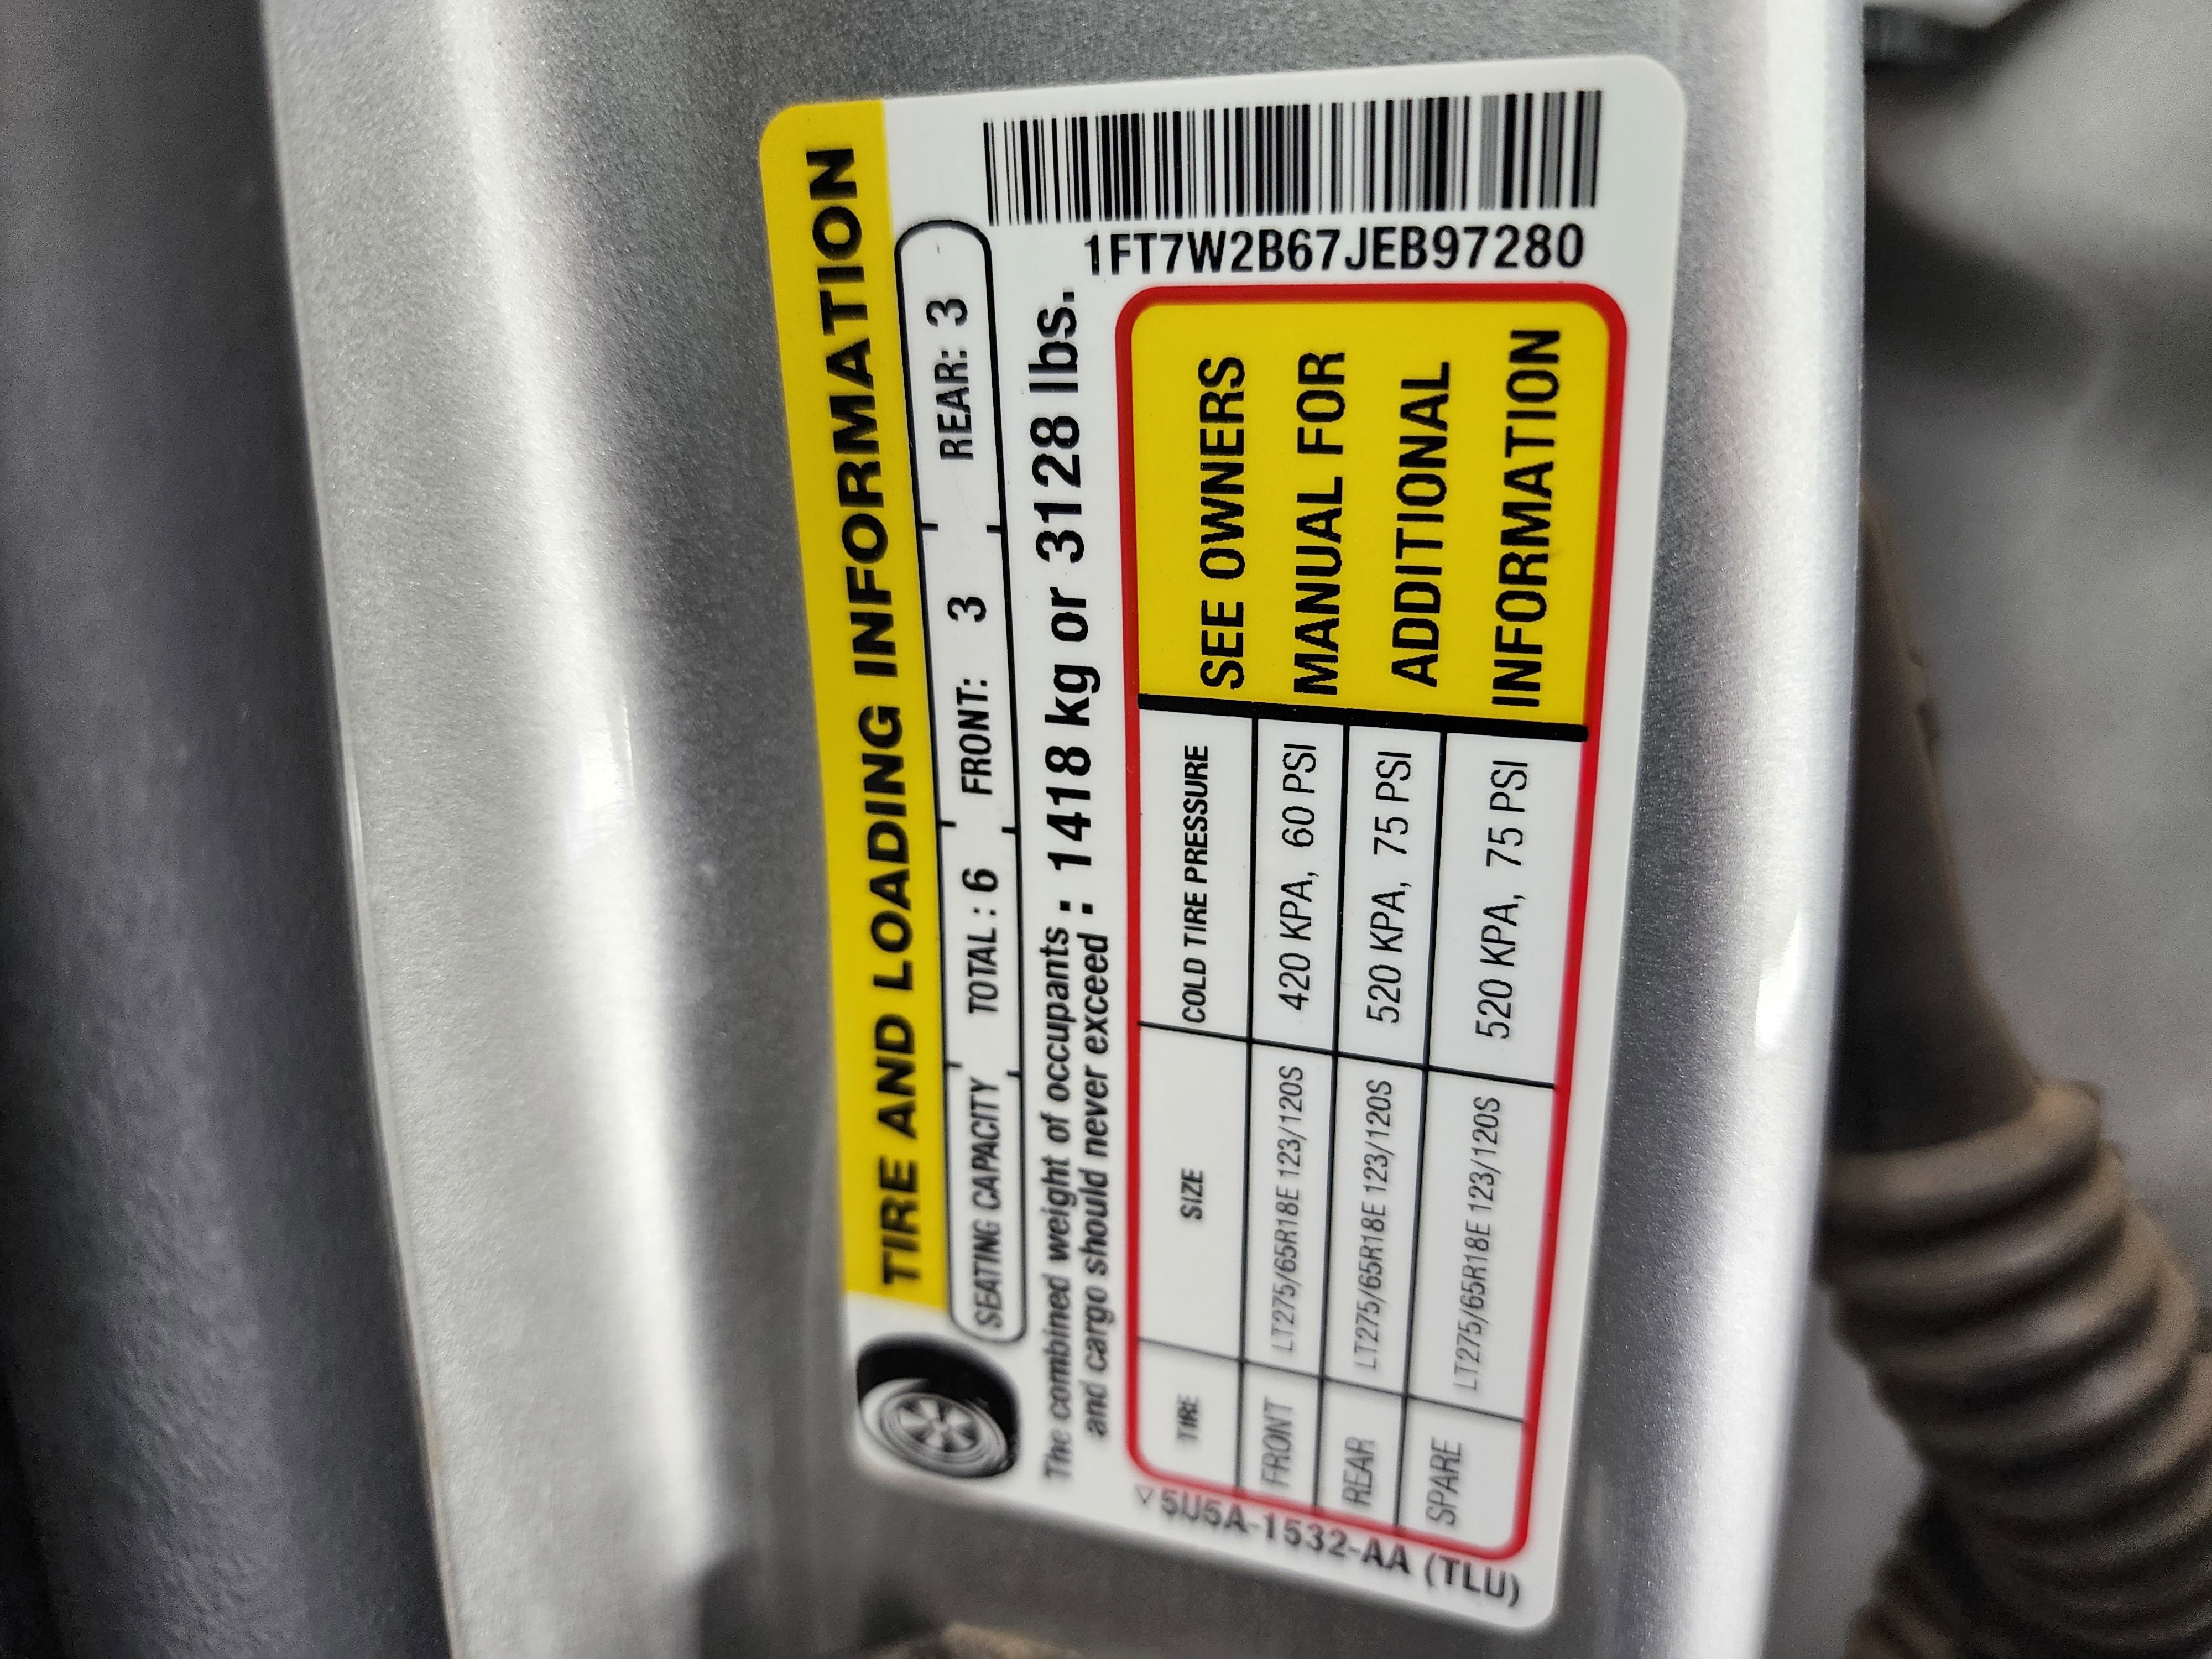 TIRE AND LOADING INFORMATION
SEATING CAPACITY TOTAL : 6 FRONT: 3 REAR: 3
The combined weight of occupants and cargo should never exceed : 1418 kg or 3128 lbs.
1FT7W2B67JEB97280
TIRE SIZE COLD TIRE PRESSURE
FRONT LT275/65R18E 123/120S 420 KPA, 60 PSI
REAR LT275/65R18E 123/120S 520 KPA, 75 PSI
SPARE LT275/65R18E 123/120S 520 KPA, 75 PSI
SEE OWNERS
MANUAL FOR
ADDITIONAL
INFORMATION
5U5A-1532-AA (TLU)